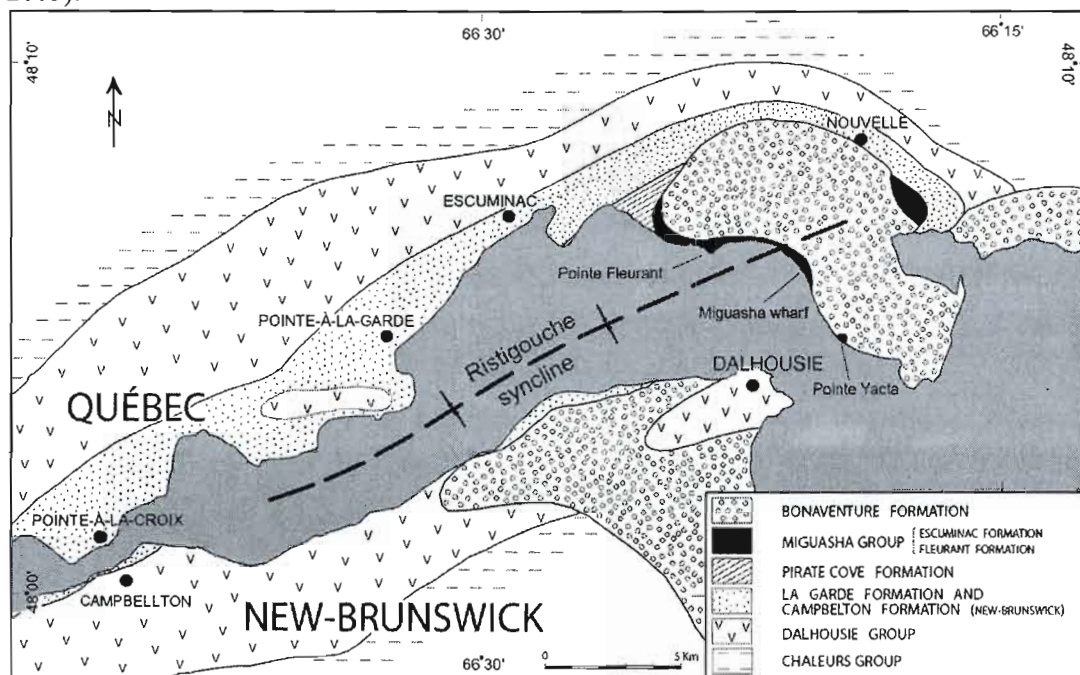 66°30'
66°15'
48°10'
48°10'
N
NOUVELLE
ESCUMINAC
Pointe Fleurant
Miguasha wharf
POINTE-À-LA-GARDE
Ristigouche
syncline
DALHOUSIE
Pointe Yacta
QUÉBEC
POINTE-À-LA-CROIX
48°00'
CAMPBELLTON
NEW-BRUNSWICK
66°30'
0 5 Km
BONAVENTURE FORMATION
MIGUASHA GROUP ESCUMINAC FORMATION
FLEURANT FORMATION
PIRATE COVE FORMATION
LA GARDE FORMATION AND
CAMPBELTON FORMATION (NEW-BRUNSWICK)
DALHOUSIE GROUP
CHALEURS GROUP